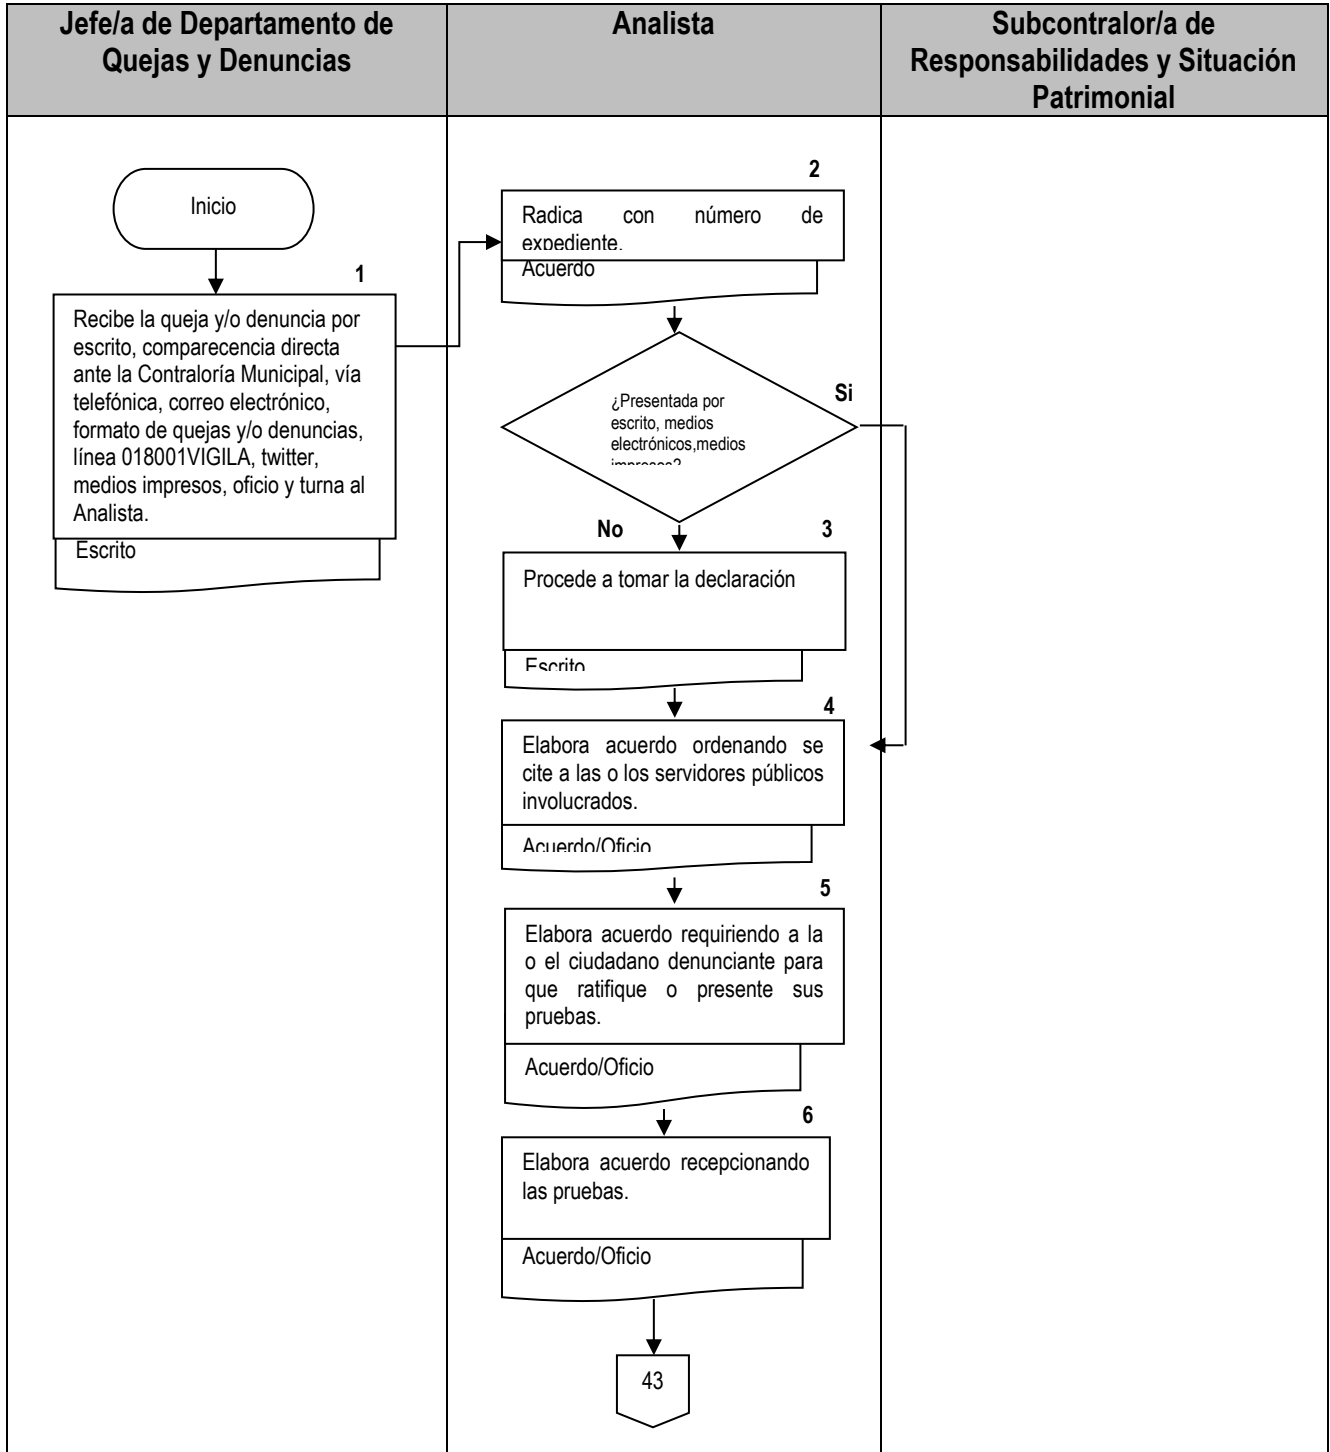 Jefe/a de Departamento de
Quejas y Denuncias
Analista
Subcontralor/a de
Responsabilidades y Situación
Patrimonial
Inicio
1
Recibe la queja y/o denuncia por
escrito, comparecencia directa
ante la Contraloría Municipal, vía
telefónica, correo electrónico,
formato de quejas y/o denuncias,
línea 018001VIGILA, twitter,
medios impresos, oficio y turna al
Analista.
Escrito
2
Radica con número de
expediente.
Acuerdo
¿Presentada por
escrito, medios
electrónicos,medios
impresos?
Si
No
3
Procede a tomar la declaración
Escrito
4
Elabora acuerdo ordenando se
cite a las o los servidores públicos
involucrados.
Acuerdo/Oficio
5
Elabora acuerdo requiriendo a la
o el ciudadano denunciante para
que ratifique o presente sus
pruebas.
Acuerdo/Oficio
6
Elabora acuerdo recepcionando
las pruebas.
Acuerdo/Oficio
43